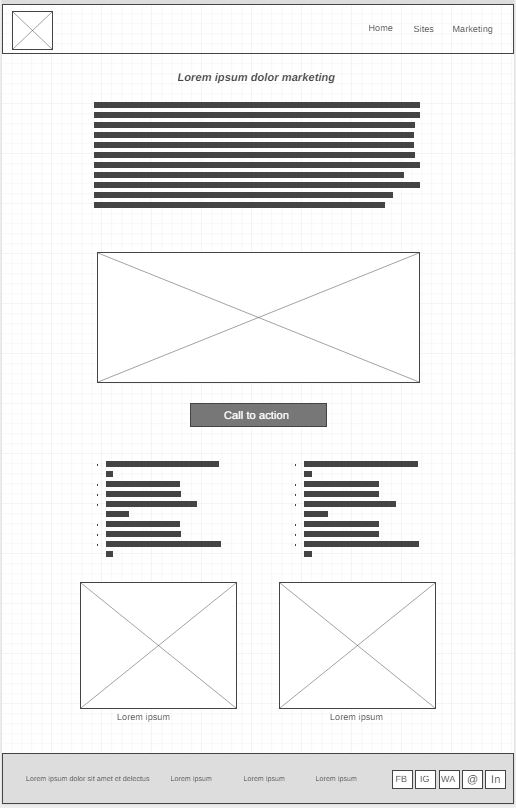 Home Sites Marketing
Lorem ipsum dolor marketing
Call to action
Lorem ipsum Lorem ipsum
Lorem ipsum dolor sit amet et delectus Lorem ipsum Lorem ipsum Lorem ipsum FB IG WA @ In